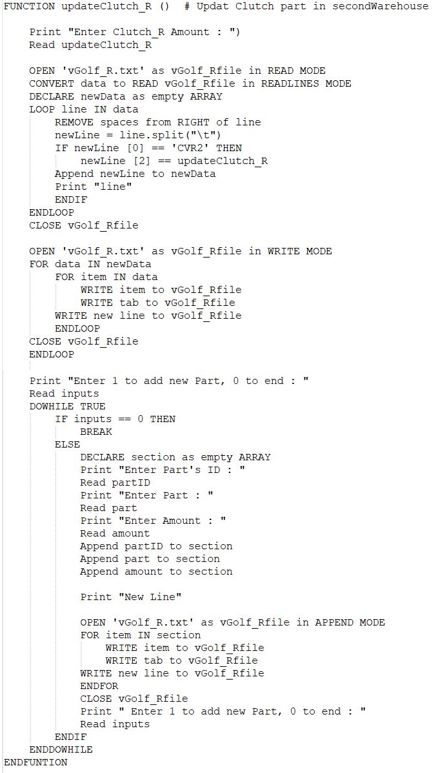 FUNCTION updateClutch_R ()  # Updat Clutch part in secondWarehouse
Print "Enter Clutch_R Amount : ")
Read updateClutch_R
OPEN 'vGolf_R.txt' as vGolf_Rfile in READ MODE
CONVERT data to READ vGolf_Rfile in READLINES MODE
DECLARE newData as empty ARRAY
LOOP line IN data
REMOVE spaces from RIGHT of line
newLine = line.split("\t")
IF newLine [0] == 'CVR2' THEN
newLine [2] == updateClutch_R
Append newLine to newData
Print "line"
ENDIF
ENDLOOP
CLOSE vGolf_Rfile
OPEN 'vGolf_R.txt' as vGolf_Rfile in WRITE MODE
FOR data IN newData
FOR item IN data
WRITE item to vGolf_Rfile
WRITE tab to vGolf_Rfile
WRITE new line to vGolf_Rfile
ENDLOOP
CLOSE vGolf_Rfile
ENDLOOP
Print "Enter 1 to add new Part, 0 to end : "
Read inputs
DOWHILE TRUE
IF inputs == 0 THEN
BREAK
ELSE
DECLARE section as empty ARRAY
Print "Enter Part's ID : "
Read partID
Print "Enter Part : "
Read part
Print "Enter Amount : "
Read amount
Append partID to section
Append part to section
Append amount to section
Print "New Line"
OPEN 'vGolf_R.txt' as vGolf_Rfile in APPEND MODE
FOR item IN section
WRITE item to vGolf_Rfile
WRITE tab to vGolf_Rfile
WRITE new line to vGolf_Rfile
ENDFOR
CLOSE vGolf_Rfile
Print " Enter 1 to add new Part, 0 to end : "
Read inputs
ENDIF
ENDDOWHILE
ENDFUNTION